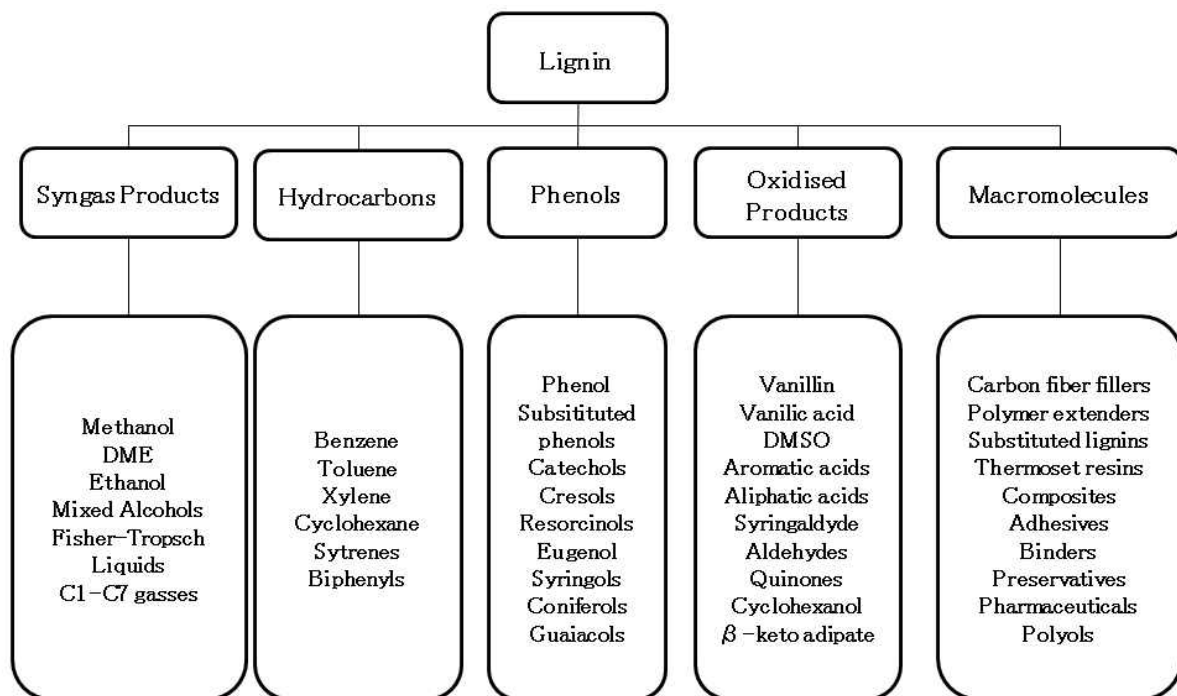 Lignin
Syngas Products
Hydrocarbons
Phenols
Oxidised
Products
Macromolecules
Methanol
DME
Ethanol
Mixed Alcohols
Fisher-Tropsch
Liquids
C1-C7 gasses
Benzene
Toluene
Xylene
Cyclohexane
Sytrenes
Biphenyls
Phenol
Subsitituted
phenols
Catechols
Cresols
Resorcinols
Eugenol
Syringols
Coniferols
Guaiacols
Vanillin
Vanilic acid
DMSO
Aromatic acids
Aliphatic acids
Syringaldyde
Aldehydes
Quinones
Cyclohexanol
β-keto adipate
Carbon fiber fillers
Polymer extenders
Substituted lignins
Thermoset resins
Composites
Adhesives
Binders
Preservatives
Pharmaceuticals
Polyols